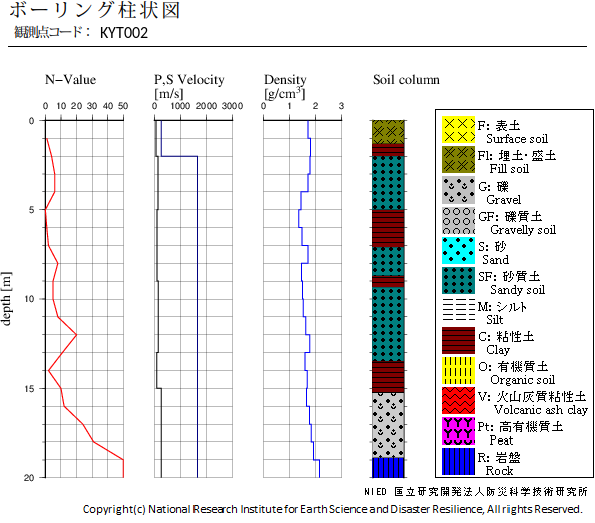 ボーリング柱状図
観測点コード： KYT002
N−Value
0 10 20 30 40 50
P,S Velocity
[m/s]
0 1000 2000 3000
Density
[g/cm³]
0 1 2 3
Soil column
depth [m]
0
5
10
15
20
F: 表土
Surface soil
Fl: 埋土・盛土
Fill soil
G: 礫
Gravel
GF: 礫質土
Gravelly soil
S: 砂
Sand
SF: 砂質土
Sandy soil
M: シルト
Silt
C: 粘性土
Clay
O: 有機質土
Organic soil
V: 火山灰質粘性土
Volcanic ash clay
Pt: 高有機質土
Peat
R: 岩盤
Rock
NIED 国立研究開発法人防災科学技術研究所
Copyright(c) National Research Institute for Earth Science and Disaster Resilience, All rights Reserved.